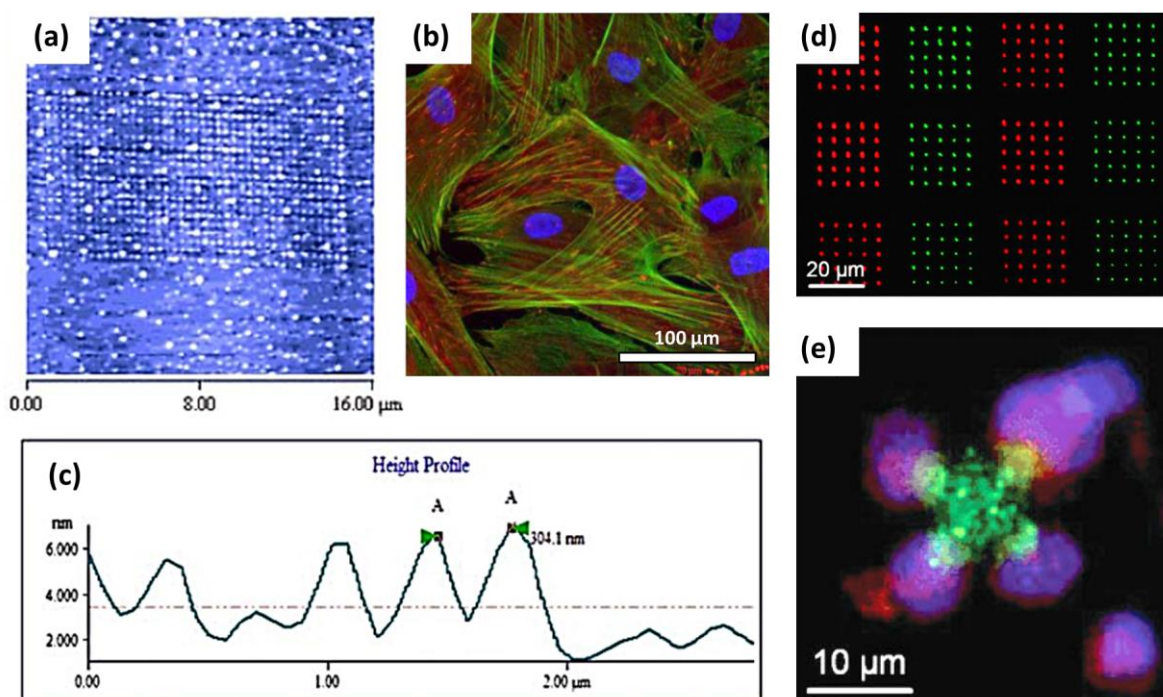 (a)
0.00 8.00 16.00 µm
(b)
100 µm
(c)
Height Profile
nm
6.000
4.000
2.000
A A
304.1 nm
0.00 1.00 2.00 µm
(d)
20 µm
(e)
10 µm